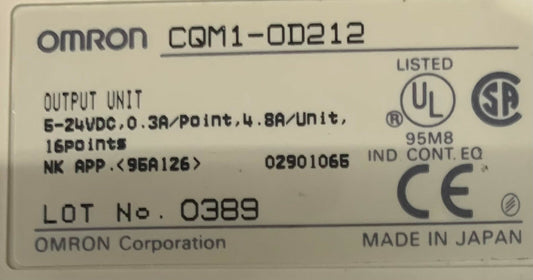 OMRON CQM1-OD212
LISTED
OUTPUT UNIT
5-24VDC,0.3A/Point,4.8A/Unit,
16points
NK APP.<95A126> 02901065
UL
®
SA
95M8
IND CONT. EQ
CE
LOT No. 0389
OMRON Corporation
MADE IN JAPAN